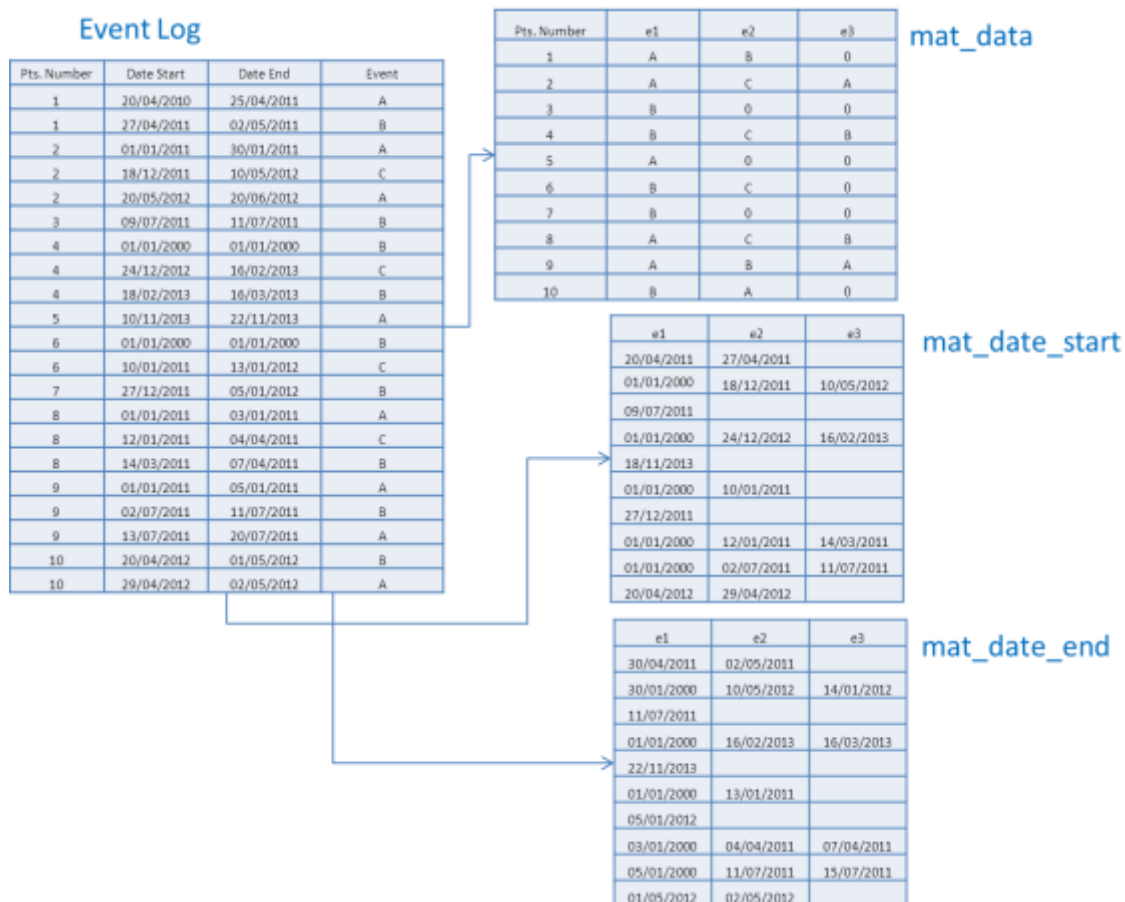 Event Log
Pts. Number Date Start Date End Event
1 20/04/2010 25/04/2011 A
1 27/04/2011 02/05/2011 B
2 01/01/2011 30/01/2011 A
2 18/12/2011 10/05/2012 C
2 20/05/2012 20/06/2012 A
3 09/07/2011 11/07/2011 B
4 01/01/2000 01/01/2000 B
4 24/12/2012 16/02/2013 C
4 18/02/2013 16/03/2013 B
5 10/11/2013 22/11/2013 A
6 01/01/2000 01/01/2000 B
6 10/01/2011 13/01/2012 C
7 27/12/2011 05/01/2012 B
8 01/01/2011 03/01/2011 A
8 12/01/2011 04/04/2011 C
8 14/03/2011 07/04/2011 B
9 01/01/2011 05/01/2011 A
9 02/07/2011 11/07/2011 B
9 13/07/2011 20/07/2011 A
10 20/04/2012 01/05/2012 B
10 29/04/2012 02/05/2012 A
mat_data
Pts. Number e1 e2 e3
1 A B 0
2 A C A
3 B 0 0
4 B C B
5 A 0 0
6 B C 0
7 B 0 0
8 A C B
9 A B A
10 B A 0
mat_date_start
e1 e2 e3
20/04/2011 27/04/2011
01/01/2000 18/12/2011 10/05/2012
09/07/2011
01/01/2000 24/12/2012 16/02/2013
18/11/2013
01/01/2000 10/01/2011
27/12/2011
01/01/2000 12/01/2011 14/03/2011
01/01/2000 02/07/2011 11/07/2011
20/04/2012 29/04/2012
mat_date_end
e1 e2 e3
30/04/2011 02/05/2011
30/01/2000 10/05/2012 14/01/2012
11/07/2011
01/01/2000 16/02/2013 16/03/2013
22/11/2013
01/01/2000 13/01/2011
05/01/2012
03/01/2000 04/04/2011 07/04/2011
05/01/2000 11/07/2011 15/07/2011
01/05/2012 02/05/2012